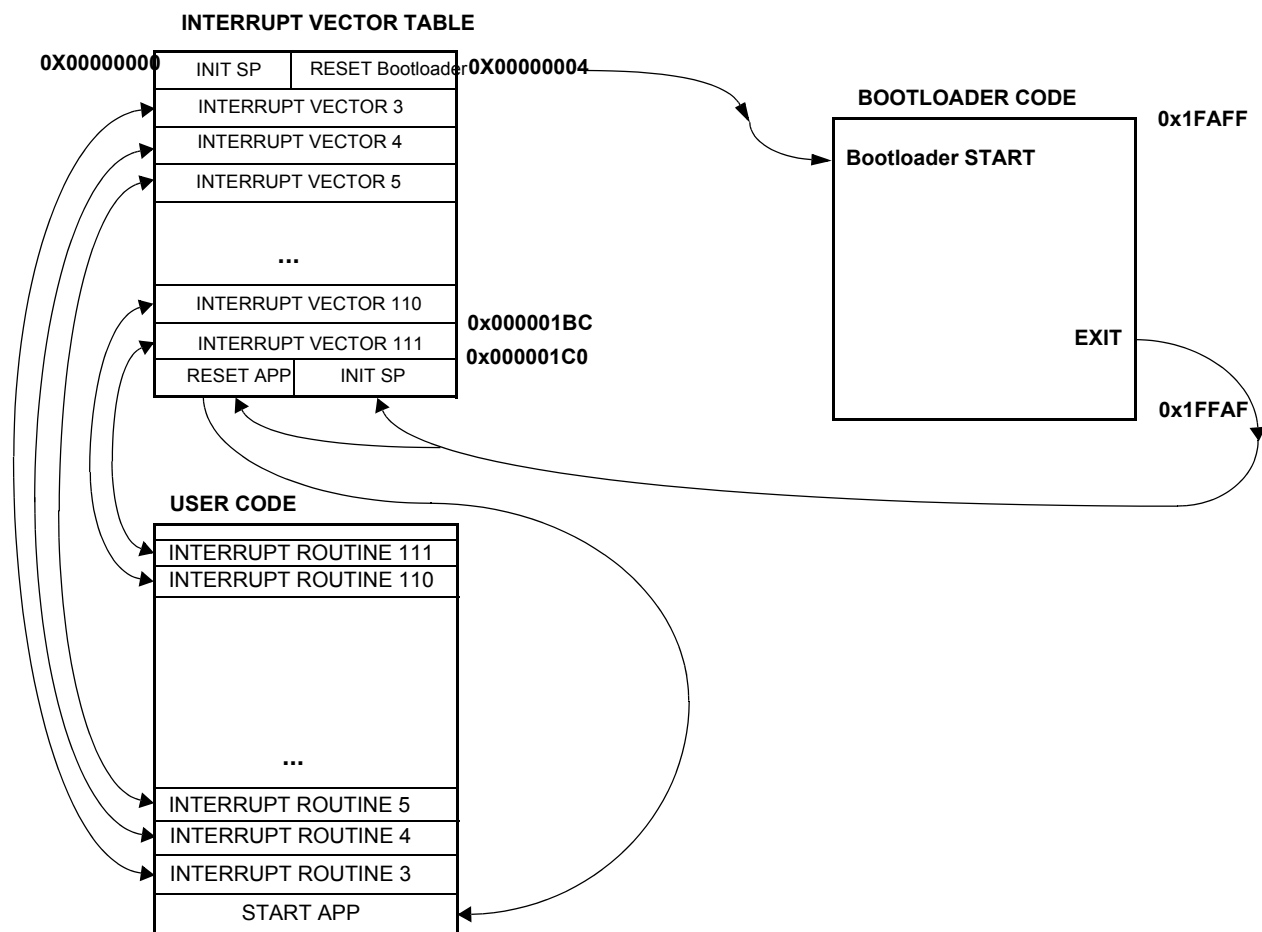 INTERRUPT VECTOR TABLE
0X00000000 INIT SP RESET Bootloader 0X00000004
INTERRUPT VECTOR 3
INTERRUPT VECTOR 4
INTERRUPT VECTOR 5
...
INTERRUPT VECTOR 110
0x000001BC
INTERRUPT VECTOR 111
0x000001C0
RESET APP INIT SP
BOOTLOADER CODE
0x1FAFF
Bootloader START
EXIT
0x1FFAF
USER CODE
INTERRUPT ROUTINE 111
INTERRUPT ROUTINE 110
...
INTERRUPT ROUTINE 5
INTERRUPT ROUTINE 4
INTERRUPT ROUTINE 3
START APP